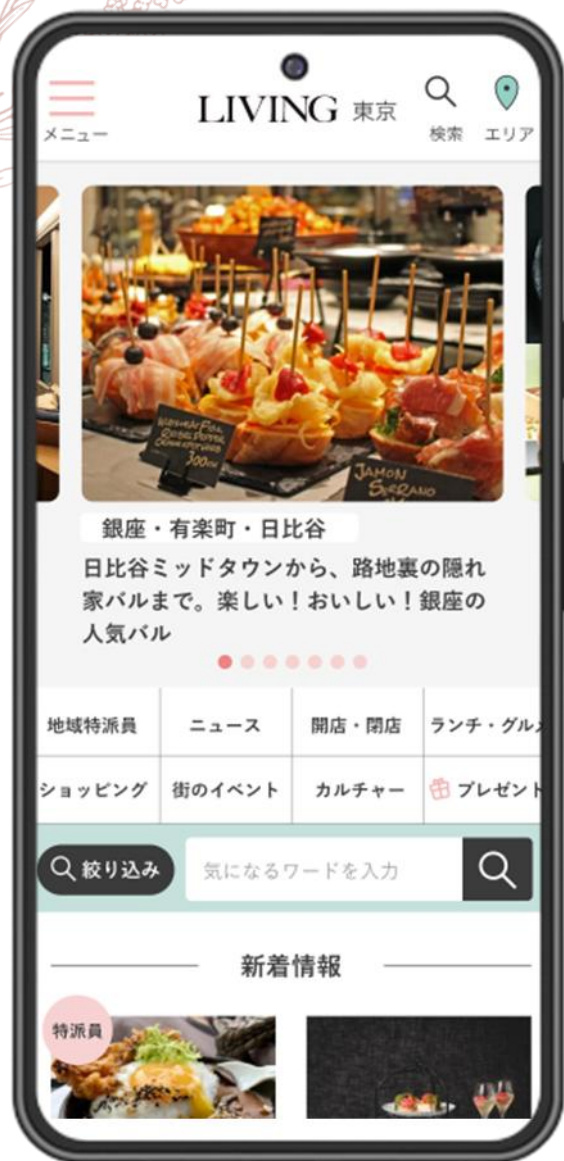 メニュー
LIVING 東京
検索
エリア
300
JAMON
SERRANO
銀座・有楽町・日比谷
日比谷ミッドタウンから、路地裏の隠れ
家バルまで。楽しい！おいしい！銀座の
人気バル
地域特派員
ニュース
開店・閉店
ランチ・グルメ
ショッピング
街のイベント
カルチャー
プレゼント
絞り込み
気になるワードを入力
新着情報
特派員